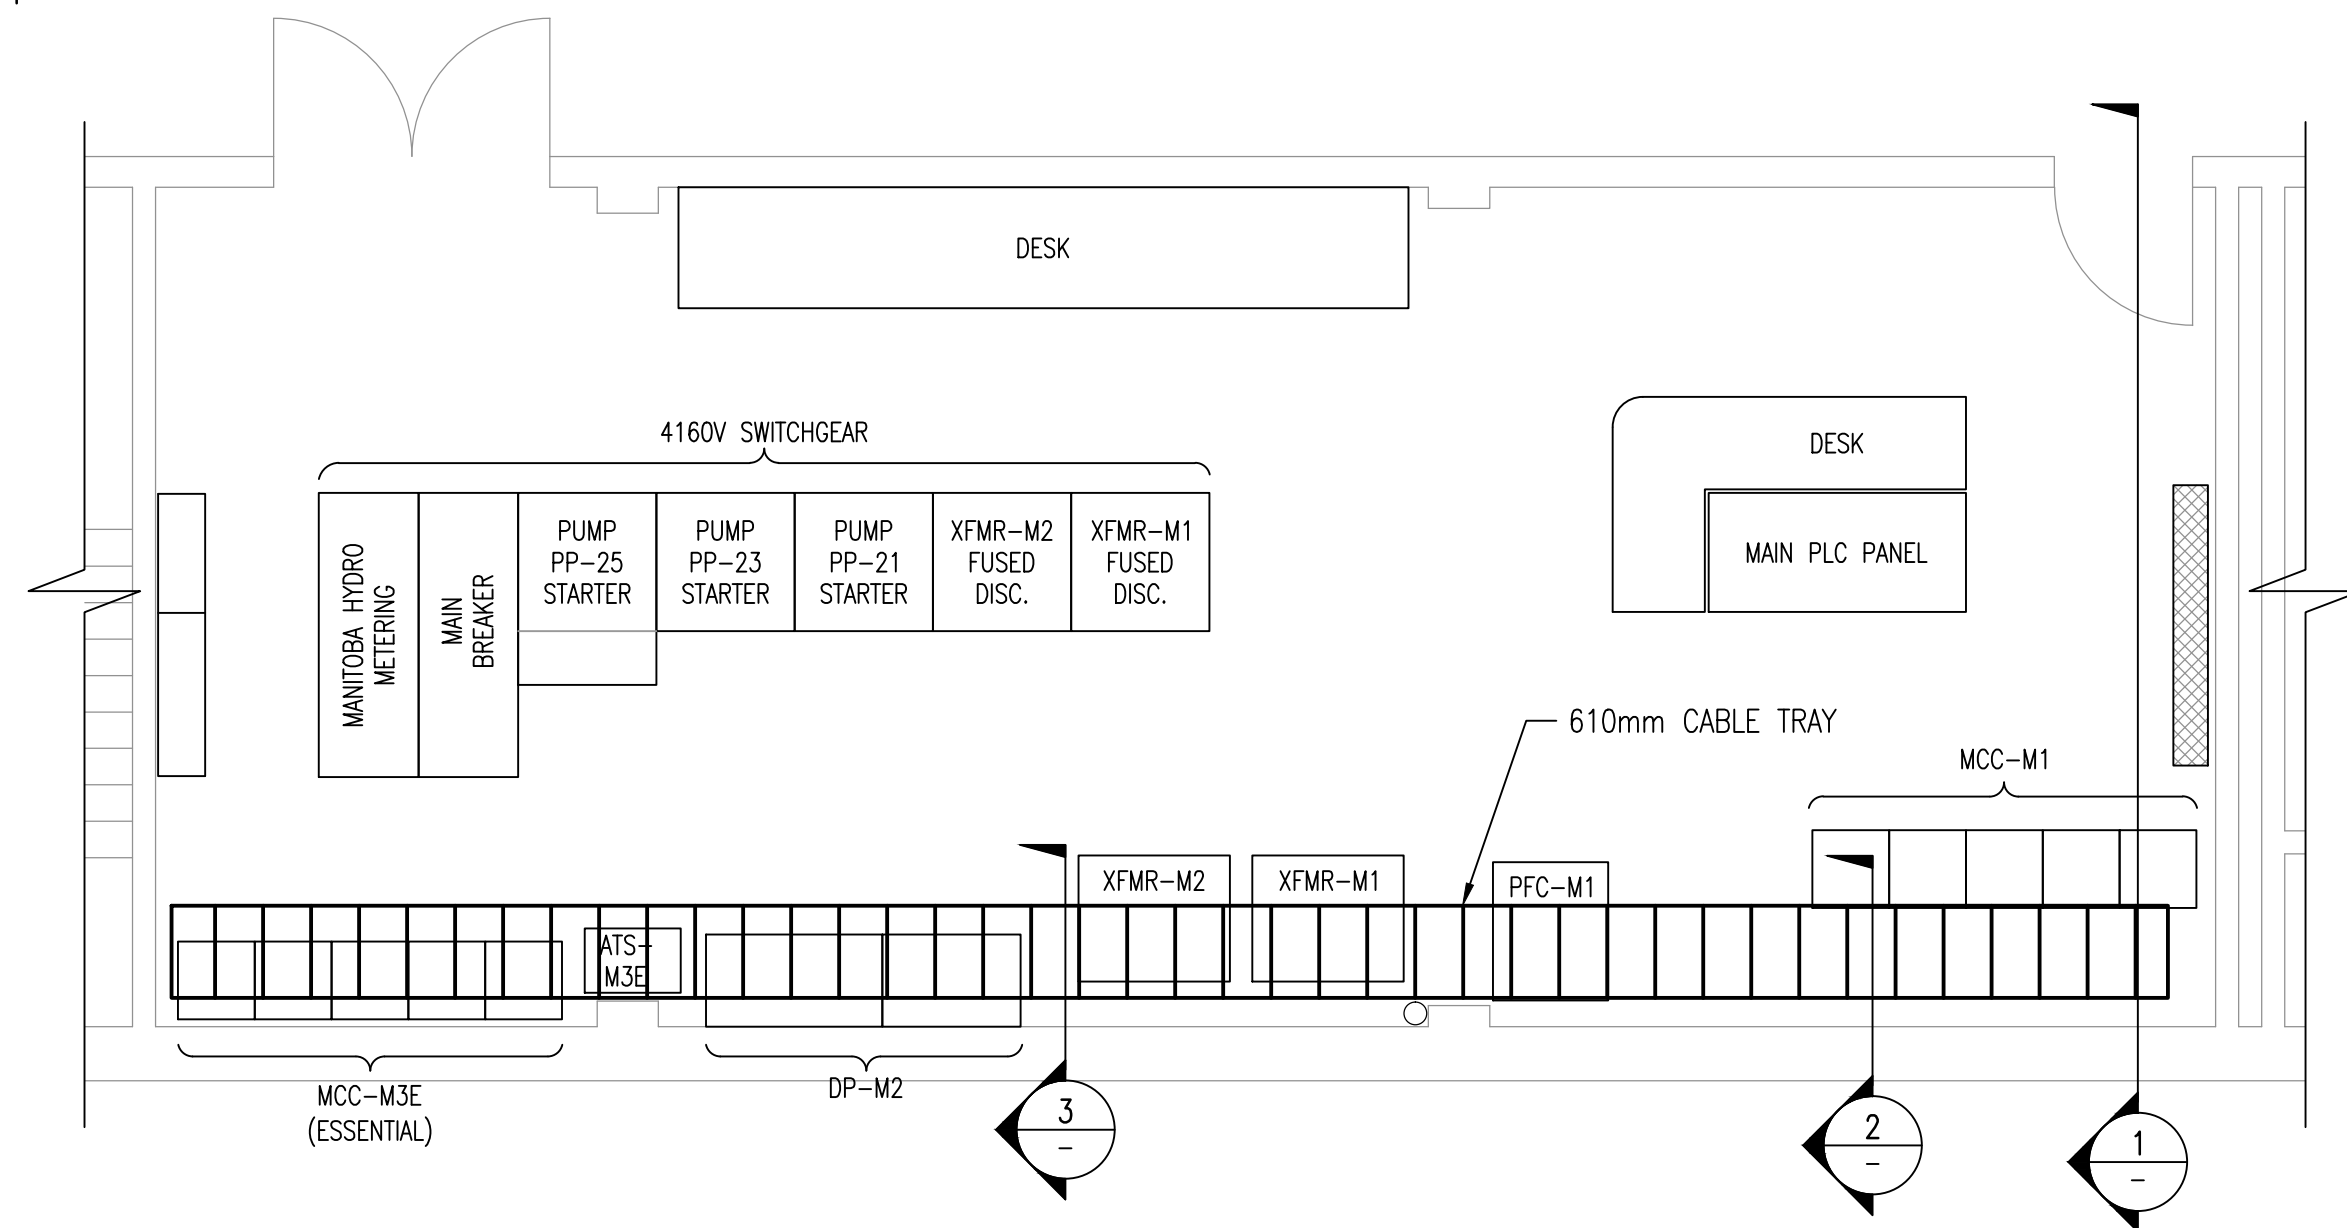 DESK
4160V SWITCHGEAR
DESK
MANITOBA HYDRO
METERING
MAIN
BREAKER
PUMP
PP-25
STARTER
PUMP
PP-23
STARTER
PUMP
PP-21
STARTER
XFMR-M2
FUSED
DISC.
XFMR-M1
FUSED
DISC.
MAIN PLC PANEL
610mm CABLE TRAY
MCC-M1
XFMR-M2
XFMR-M1
PFC-M1
ATS-
M3E
MCC-M3E
(ESSENTIAL)
DP-M2
3
-
2
-
1
-